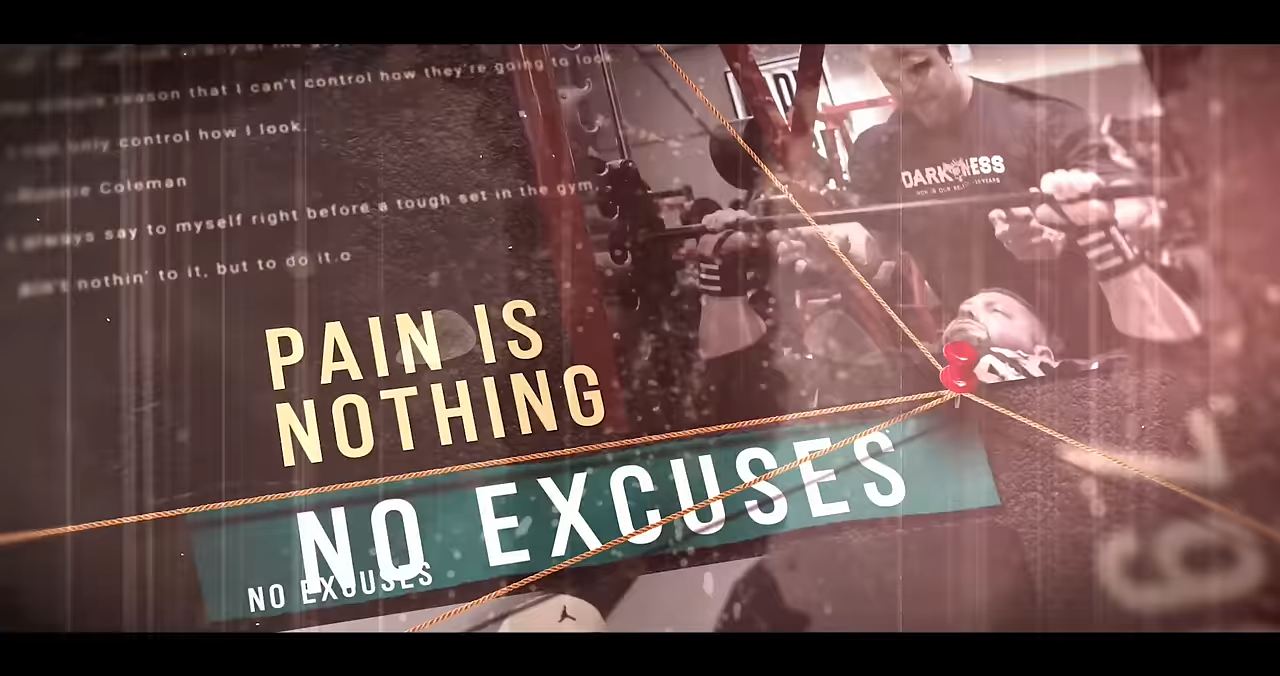 reason that I can't control how they're going to look.
only control how I look.
Coleman
say to myself right before a tough set in the gym,
nothin' to it, but to do it.o
DARKNESS
PAIN IS
NOTHING
NO EXCUSES
NO EXCUSES